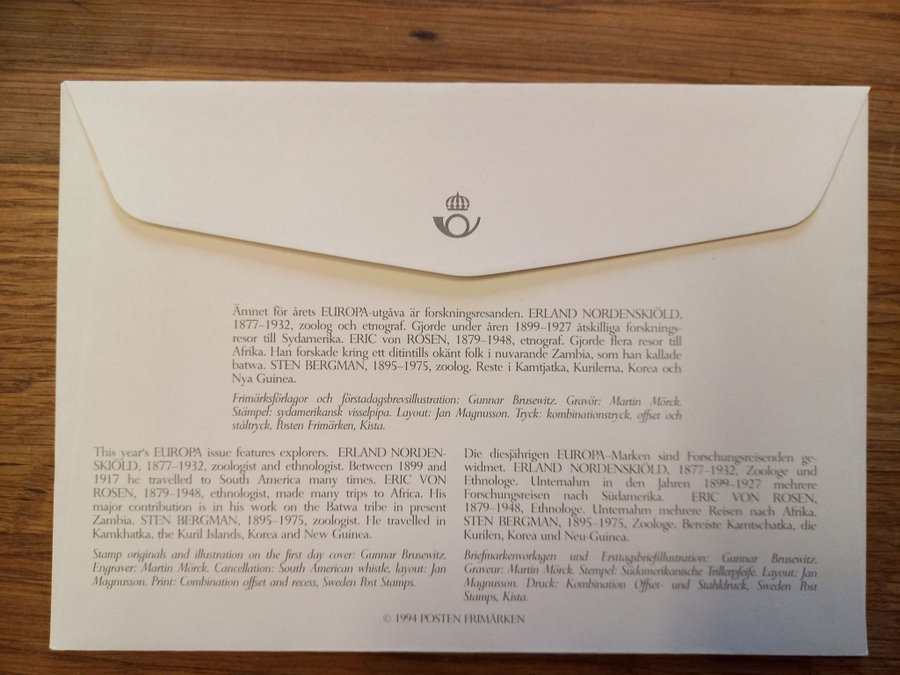 Ämnet för årets EUROPA-utgåva är forskningsresanden. ERLAND NORDENSKIÖLD,
1877–1932, zoolog och etnograf. Gjorde under åren 1899–1927 åtskilliga forsknings-
resor till Sydamerika. ERIC von ROSEN, 1879–1948, etnograf. Gjorde flera resor till
Afrika. Han forskade kring ett ditintills okänt folk i nuvarande Zambia, som han kallade
batwa. STEN BERGMAN, 1895–1975, zoolog. Reste i Kamtjatka, Kurilerna, Korea och
Nya Guinea.
Frimärksförlagor och förstadagsbrevsillustration: Gunnar Brusewitz. Gravör: Martin Mörck.
Stämpel: sydamerikansk visselpipa. Layout: Jan Magnusson. Tryck: kombinationstryck, offset och
ståltryck, Posten Frimärken, Kista.
This year's EUROPA issue features explorers. ERLAND NORDEN-
SKIÖLD, 1877–1932, zoologist and ethnologist. Between 1899 and
1917 he travelled to South America many times. ERIC VON
ROSEN, 1879–1948, ethnologist, made many trips to Africa. His
major contribution is in his work on the Batwa tribe in present
Zambia. STEN BERGMAN, 1895–1975, zoologist. He travelled in
Kamkhatka, the Kuril Islands, Korea and New Guinea.
Stamp originals and illustration on the first day cover: Gunnar Brusewitz.
Engraver: Martin Mörck. Cancellation: South American whistle, layout: Jan
Magnusson. Print: Combination offset and recess, Sweden Post Stamps.
Die diesjährigen EUROPA-Marken sind Forschungsreisenden ge-
widmet. ERLAND NORDENSKIÖLD, 1877–1932, Zoologe und
Ethnologe. Unternahm in den Jahren 1899–1927 mehrere
Forschungsreisen nach Südamerika. ERIC VON ROSEN,
1879–1948, Ethnologe. Unternahm mehrere Reisen nach Afrika.
STEN BERGMAN, 1895–1975, Zoologe. Bereiste Kamtschatka, die
Kurilen, Korea und Neu-Guinea.
Briefmarkenvorlagen und Ersttagsbriefillustration: Gunnar Brusewitz.
Graveur: Martin Mörck. Stempel: Südamerikanische Trillerpfeife. Layout: Jan
Magnusson. Druck: Kombination Offset- und Stahldruck, Sweden Post
Stamps, Kista.
© 1994 POSTEN FRIMÄRKEN